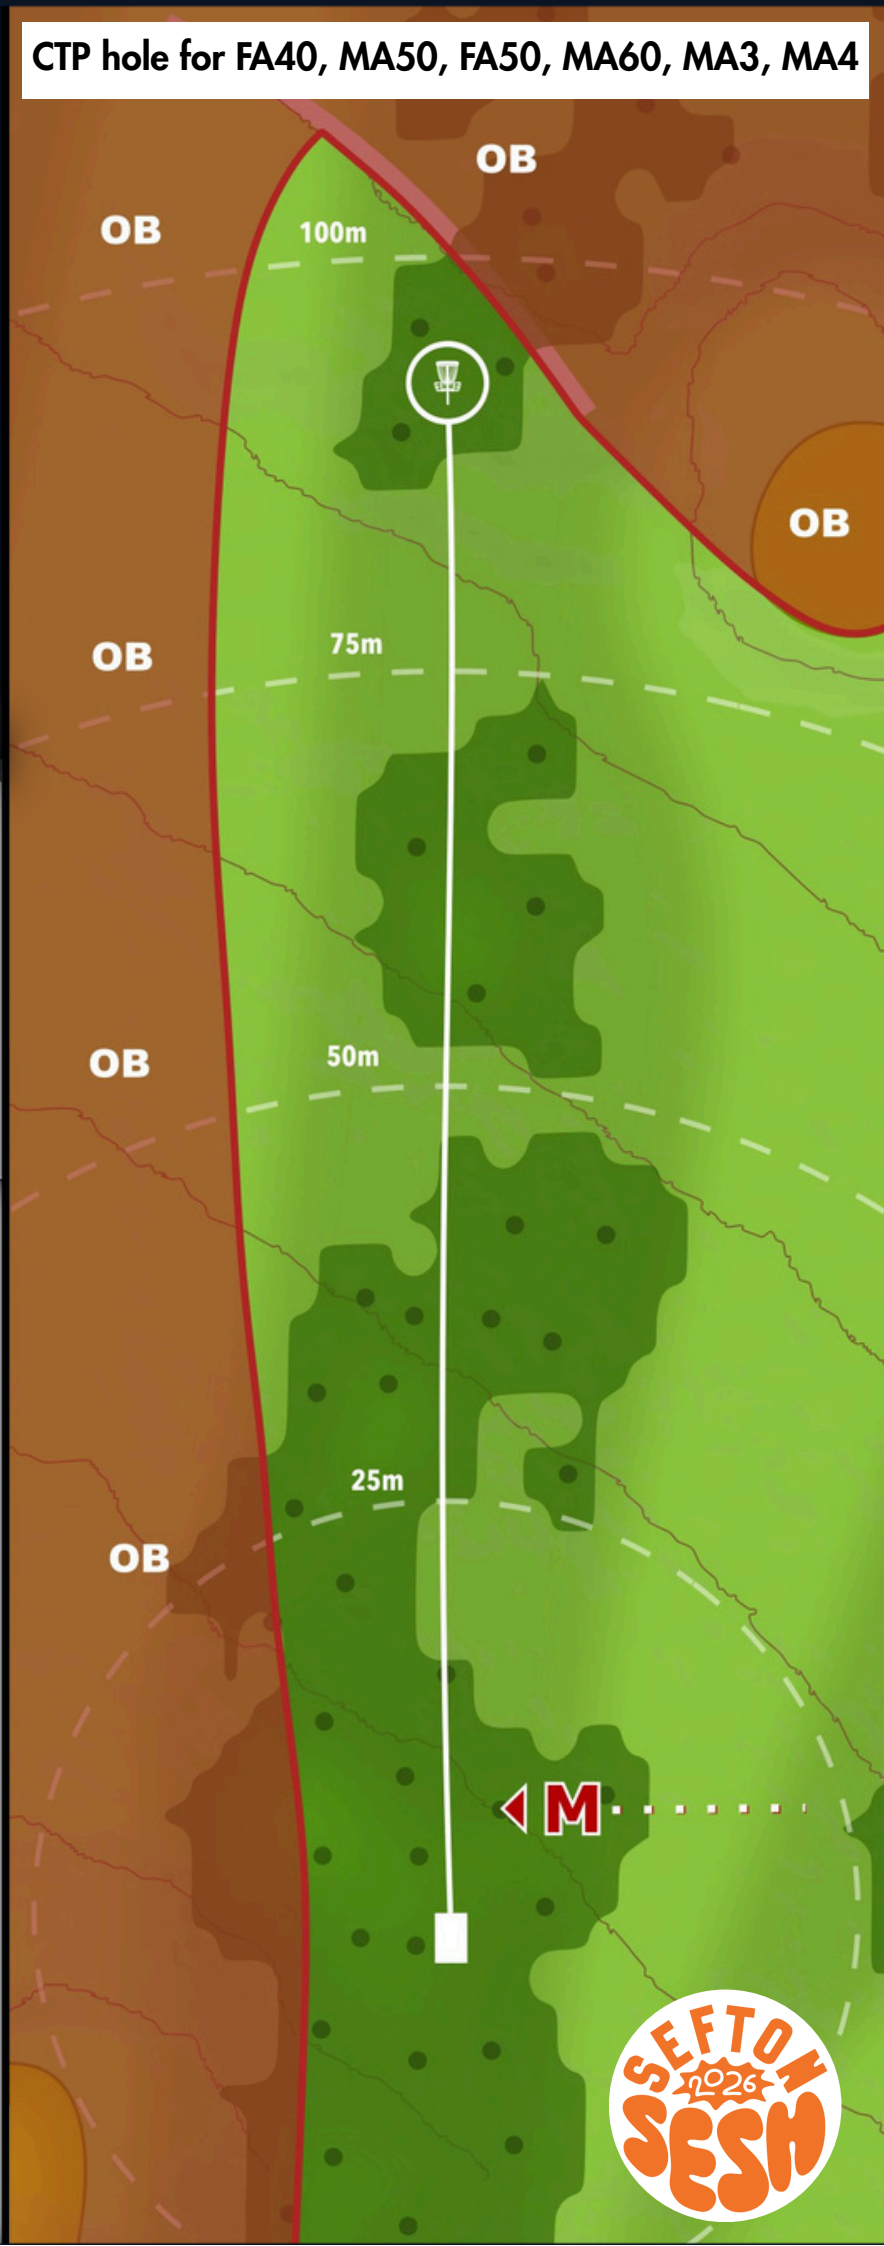 CTP hole for FA40, MA50, FA50, MA60, MA3, MA4
OB
OB
100m
OB
75m
OB
50m
OB
25m
OB
M
SEFTON
2026
SESH